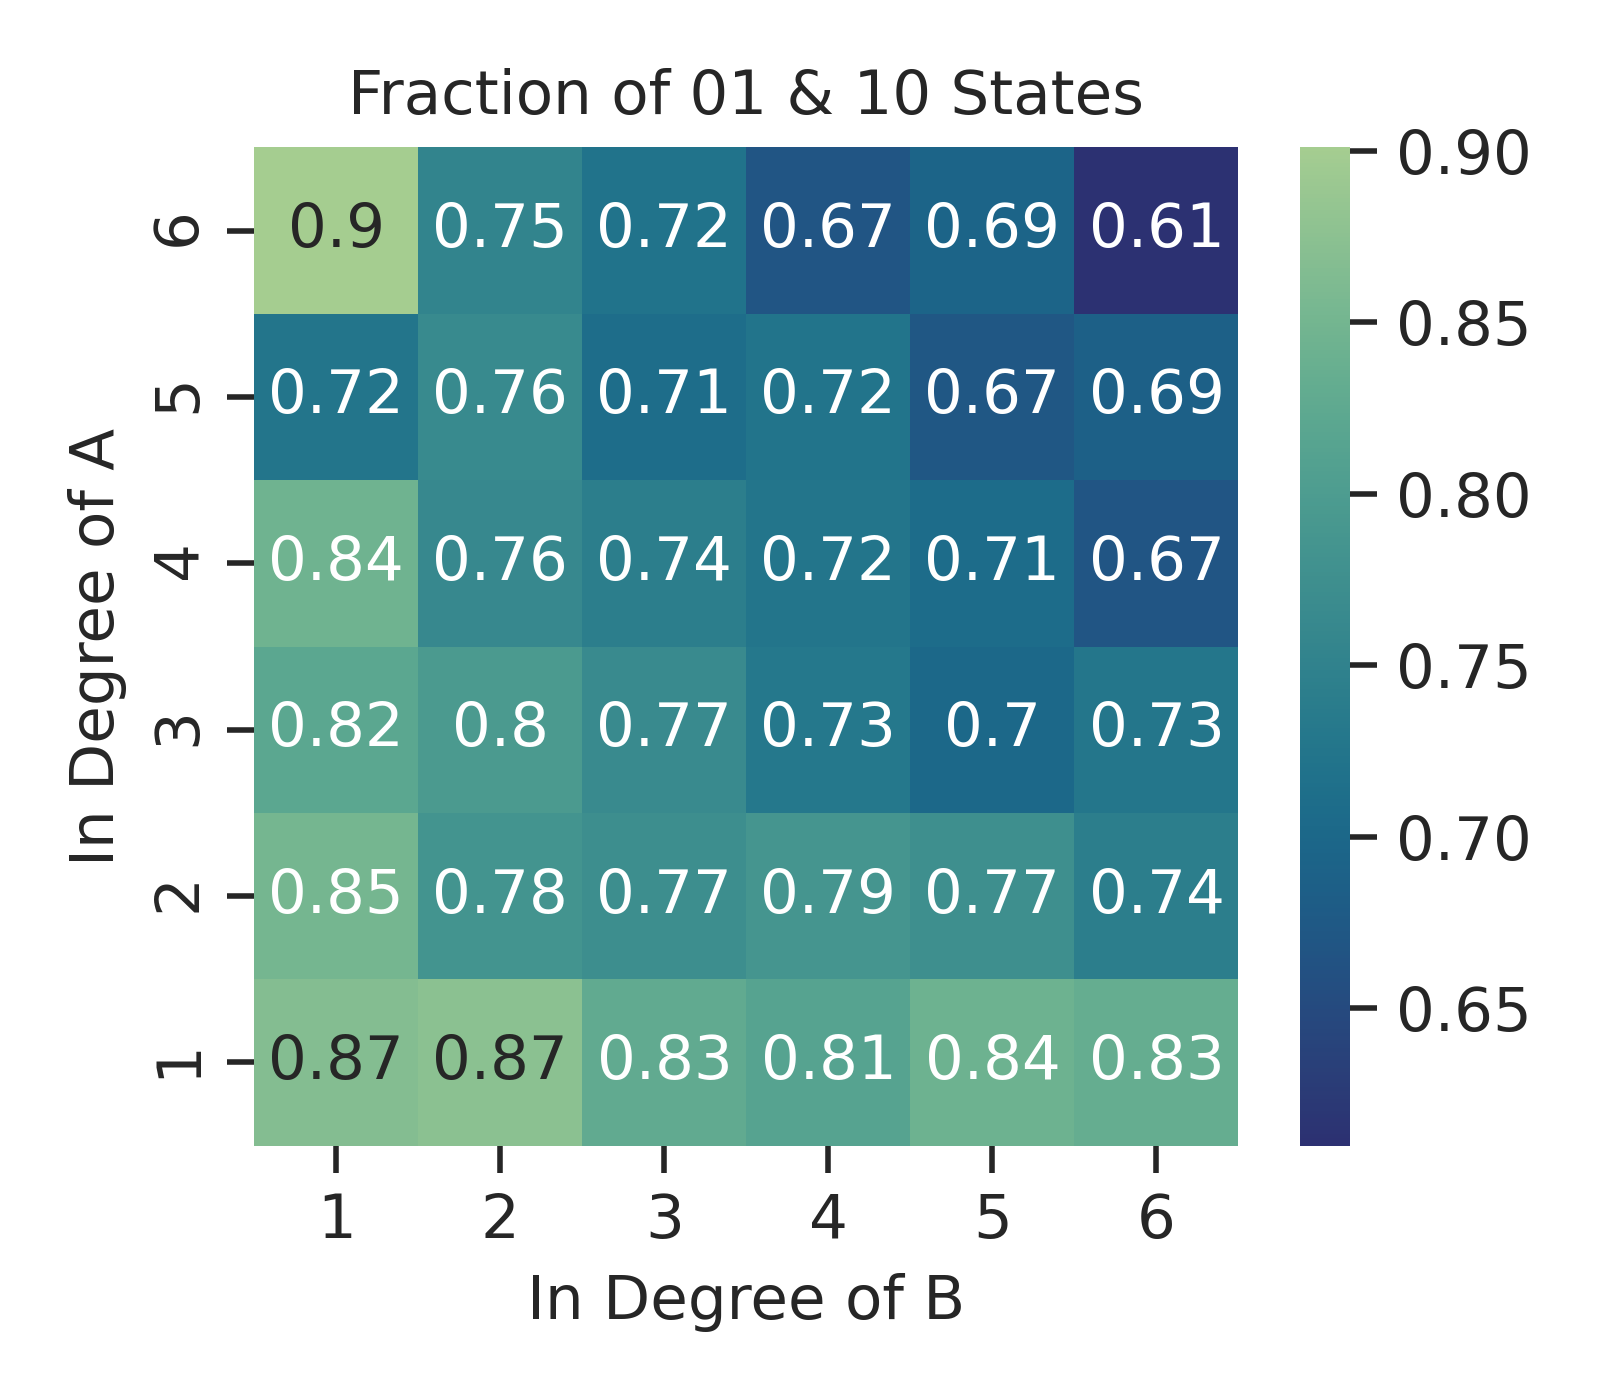 Fraction of 01 & 10 States
In Degree of A
6 0.9 0.75 0.72 0.67 0.69 0.61
5 0.72 0.76 0.71 0.72 0.67 0.69
4 0.84 0.76 0.74 0.72 0.71 0.67
3 0.82 0.8 0.77 0.73 0.7 0.73
2 0.85 0.78 0.77 0.79 0.77 0.74
1 0.87 0.87 0.83 0.81 0.84 0.83
1 2 3 4 5 6
In Degree of B
0.90
0.85
0.80
0.75
0.70
0.65